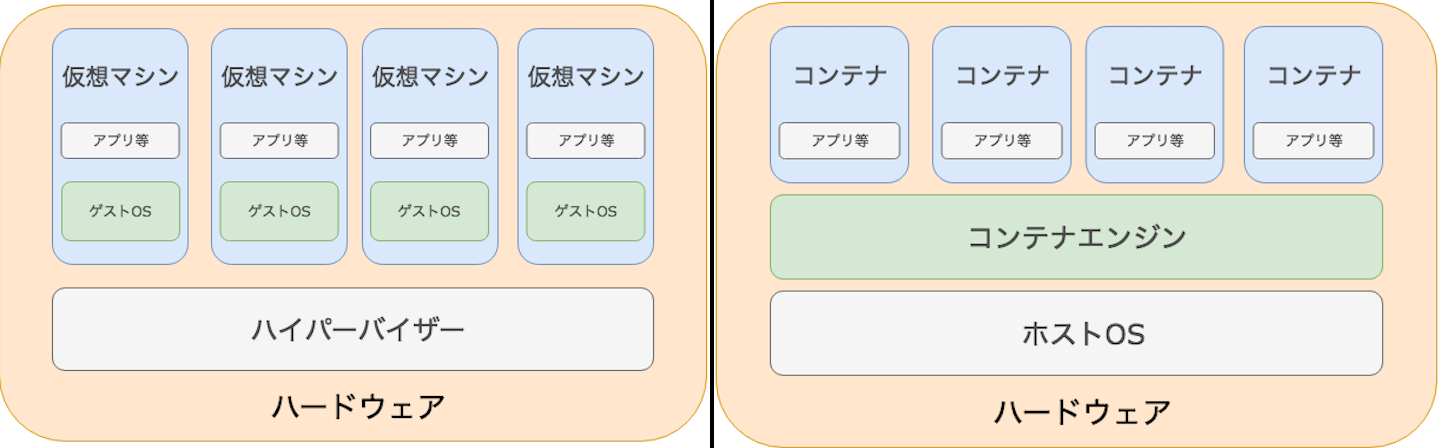 仮想マシン
仮想マシン
仮想マシン
仮想マシン
アプリ等
アプリ等
アプリ等
アプリ等
ゲストOS
ゲストOS
ゲストOS
ゲストOS
ハイパーバイザー
ハードウェア
コンテナ
コンテナ
コンテナ
コンテナ
アプリ等
アプリ等
アプリ等
アプリ等
コンテナエンジン
ホストOS
ハードウェア